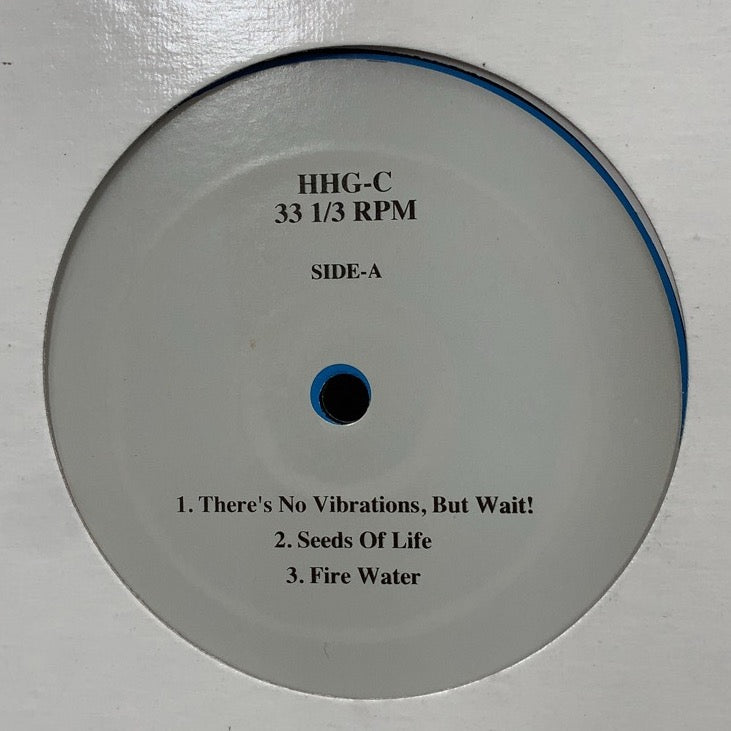 HHG-C
33 1/3 RPM
SIDE-A
1. There's No Vibrations, But Wait!
2. Seeds Of Life
3. Fire Water